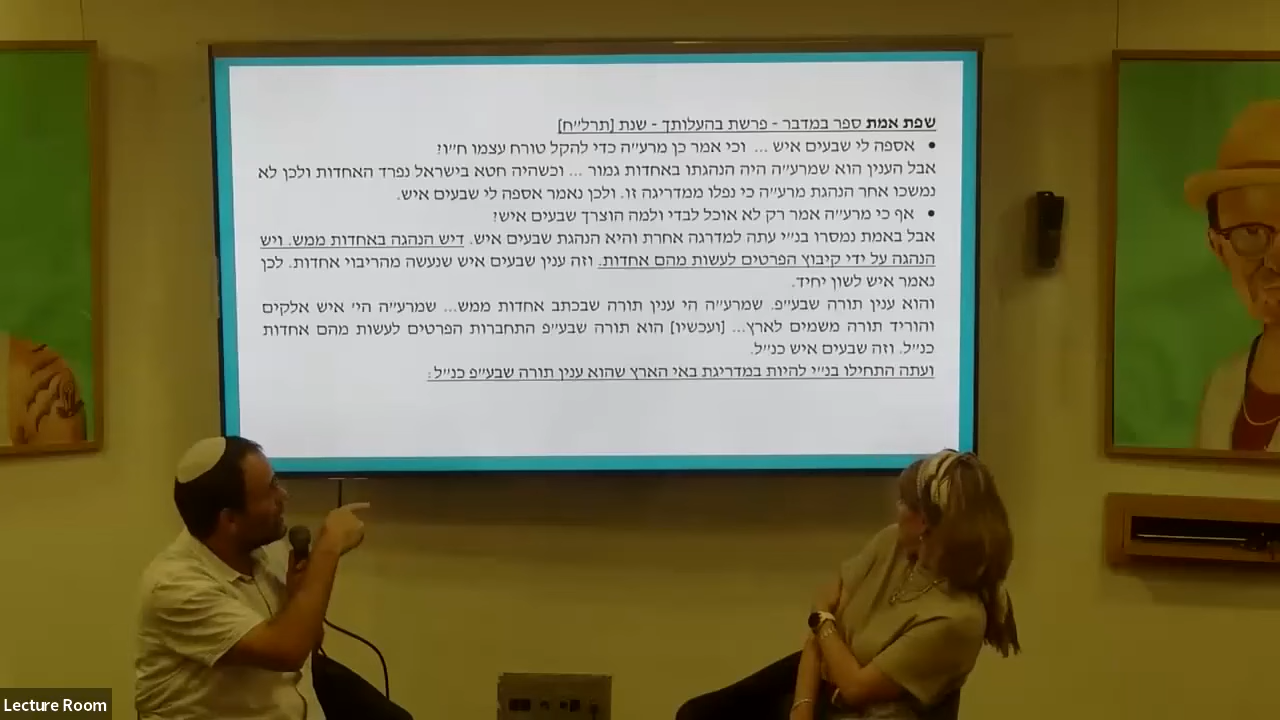 שפת אמת ספר במדבר - פרשת בהעלותך - שנת [תרל״ח]
• אספה לי שבעים איש ... וכי אמר כן מרע״ה כדי להקל טורח עצמו ח״ו?
אבל הענין הוא שמרע״ה היה הנהגתו באחדות גמור ... וכשהיה חטא בישראל נפרד האחדות ולכן לא
נמשכו אחר הנהגת מרע״ה כי נפלו ממדריגה זו. ולכן נאמר אספה לי שבעים איש.
• אף כי מרע״ה אמר רק לא אוכל לבדי ולמה הוצרך שבעים איש?
אבל באמת נמסרו בנ״י עתה למדרגה אחרת והיא הנהגת שבעים איש. דיש הנהגה באחדות ממש. ויש
הנהגה על ידי קיבוץ הפרטים לעשות מהם אחדות. וזה ענין שבעים איש שנעשה מהריבוי אחדות. לכן
נאמר איש לשון יחיד.
והוא ענין תורה שבע״פ. שמרע״ה הי ענין תורה שבכתב אחדות ממש... שמרע״ה הי׳ איש אלקים
והוריד תורה משמים לארץ... [ועכשיו] הוא תורה שבע״פ התחברות הפרטים לעשות מהם אחדות
כנ״ל. וזה שבעים איש כנ״ל.
ועתה התחילו בנ״י להיות במדריגת באי הארץ שהוא ענין תורה שבע״פ כנ״ל:
Lecture Room